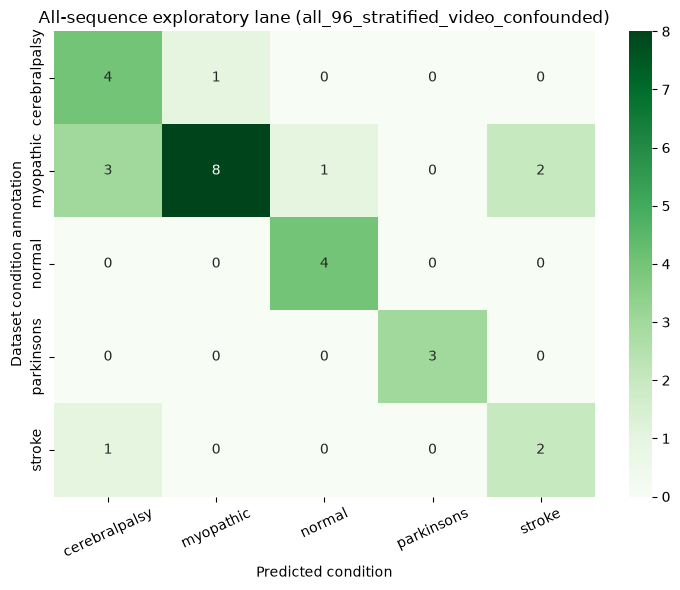 All-sequence exploratory lane (all_96_stratified_video_confounded)
Dataset condition annotation
cerebralpalsy 4 1 0 0 0
myopathic 3 8 1 0 2
normal 0 0 4 0 0
parkinsons 0 0 0 3 0
stroke 1 0 0 0 2
cerebralpalsy myopathic normal parkinsons stroke
Predicted condition
8
7
6
5
4
3
2
1
0